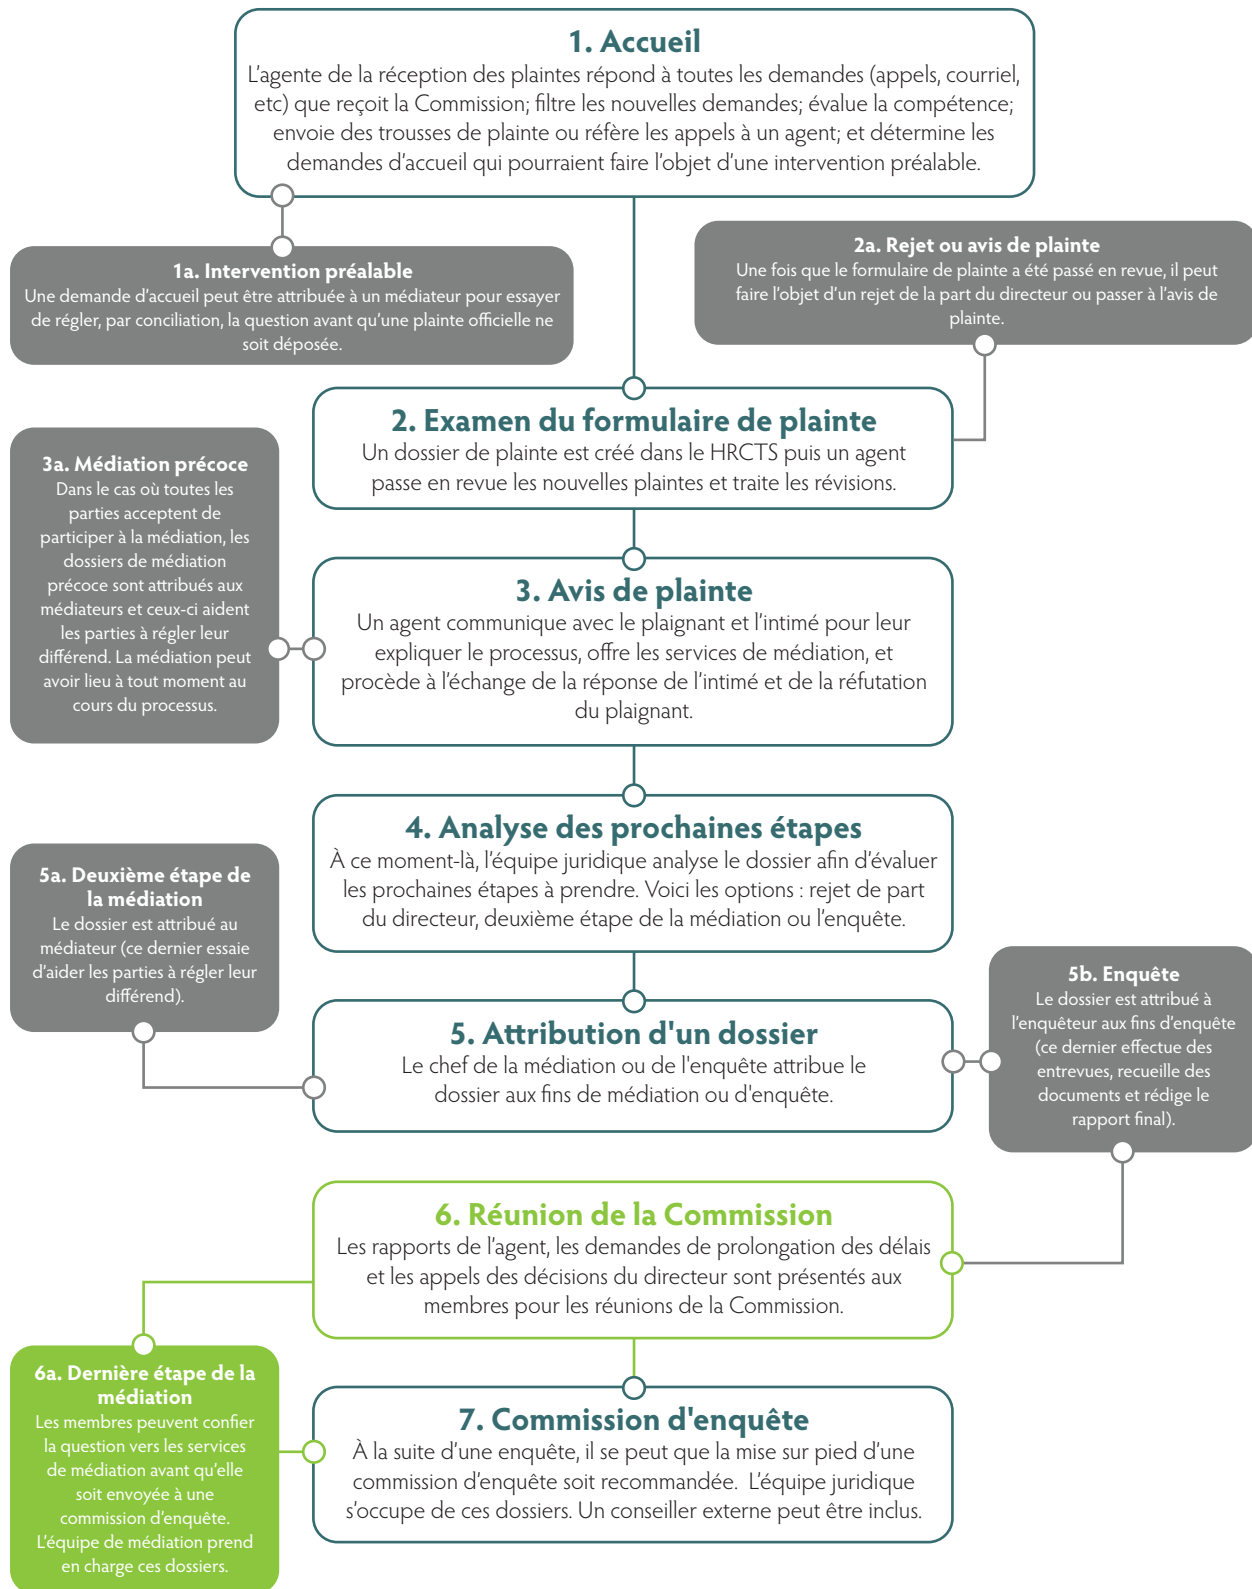 1. Accueil
L'agente de la réception des plaintes répond à toutes les demandes (appels, courriel,
etc) que reçoit la Commission; filtre les nouvelles demandes; évalue la compétence;
envoie des trousses de plainte ou réfère les appels à un agent; et détermine les
demandes d'accueil qui pourraient faire l'objet d'une intervention préalable.
1a. Intervention préalable
Une demande d'accueil peut être attribuée à un médiateur pour essayer
de régler, par conciliation, la question avant qu'une plainte officielle ne
soit déposée.
2a. Rejet ou avis de plainte
Une fois que le formulaire de plainte a été passé en revue, il peut
faire l'objet d'un rejet de la part du directeur ou passer à l'avis de
plainte.
2. Examen du formulaire de plainte
Un dossier de plainte est créé dans le HRCTS puis un agent
passe en revue les nouvelles plaintes et traite les révisions.
3a. Médiation précoce
Dans le cas où toutes les
parties acceptent de
participer à la médiation, les
dossiers de médiation
précoce sont attribués aux
médiateurs et ceux-ci aident
les parties à régler leur
différend. La médiation peut
avoir lieu à tout moment au
cours du processus.
3. Avis de plainte
Un agent communique avec le plaignant et l'intimé pour leur
expliquer le processus, offre les services de médiation, et
procède à l'échange de la réponse de l'intimé et de la réfutation
du plaignant.
4. Analyse des prochaines étapes
À ce moment-là, l'équipe juridique analyse le dossier afin d'évaluer
les prochaines étapes à prendre. Voici les options : rejet de part
du directeur, deuxième étape de la médiation ou l'enquête.
5a. Deuxième étape de
la médiation
Le dossier est attribué au
médiateur (ce dernier essaie
d'aider les parties à régler leur
différend).
5. Attribution d'un dossier
Le chef de la médiation ou de l'enquête attribue le
dossier aux fins de médiation ou d'enquête.
5b. Enquête
Le dossier est attribué à
l'enquêteur aux fins d'enquête
(ce dernier effectue des
entrevues, recueille des
documents et rédige le
rapport final).
6. Réunion de la Commission
Les rapports de l'agent, les demandes de prolongation des délais
et les appels des décisions du directeur sont présentés aux
membres pour les réunions de la Commission.
6a. Dernière étape de la
médiation
Les membres peuvent confier
la question vers les services
de médiation avant qu'elle
soit envoyée à une
commission d'enquête.
L'équipe de médiation prend
en charge ces dossiers.
7. Commission d'enquête
À la suite d'une enquête, il se peut que la mise sur pied d'une
commission d'enquête soit recommandée. L'équipe juridique
s'occupe de ces dossiers. Un conseiller externe peut être inclus.